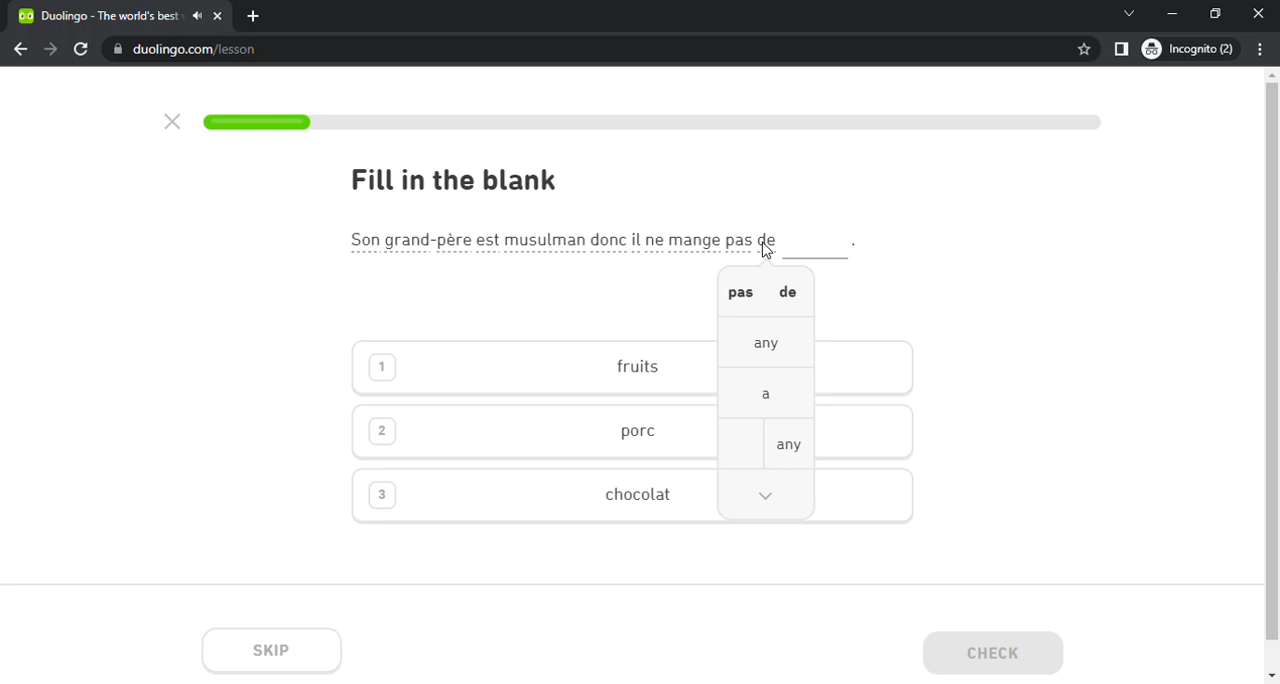 Duolingo - The world's best
duolingo.com/lesson
Incognito (2)
Fill in the blank
Son grand-père est musulman donc il ne mange pas de ______ .
pas de
any
a
any
1 fruits
2 porc
3 chocolat
SKIP
CHECK